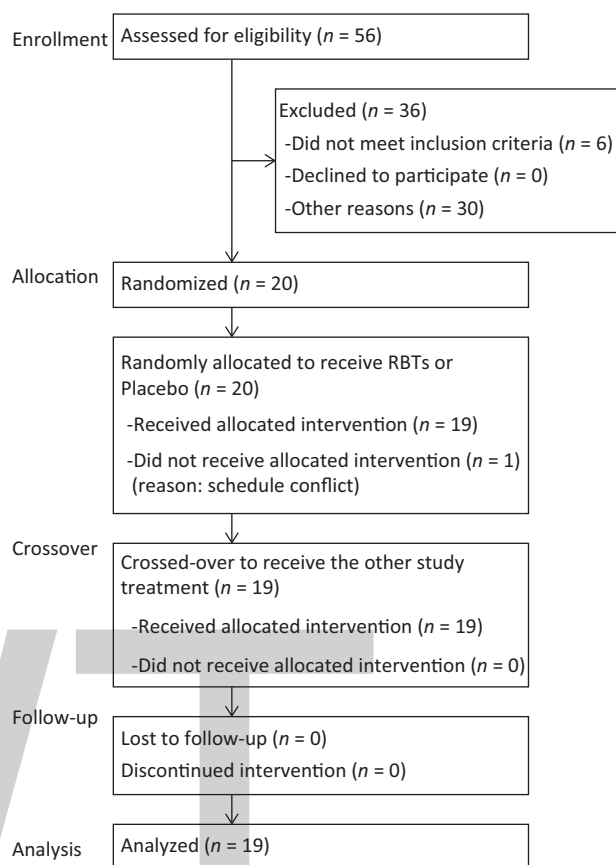 Enrollment
Assessed for eligibility (n = 56)
Excluded (n = 36)
-Did not meet inclusion criteria (n = 6)
-Declined to participate (n = 0)
-Other reasons (n = 30)
Allocation
Randomized (n = 20)
Randomly allocated to receive RBTs or
Placebo (n = 20)
-Received allocated intervention (n = 19)
-Did not receive allocated intervention (n = 1)
(reason: schedule conflict)
Crossover
Crossed-over to receive the other study
treatment (n = 19)
-Received allocated intervention (n = 19)
-Did not receive allocated intervention (n = 0)
Follow-up
Lost to follow-up (n = 0)
Discontinued intervention (n = 0)
Analysis
Analyzed (n = 19)